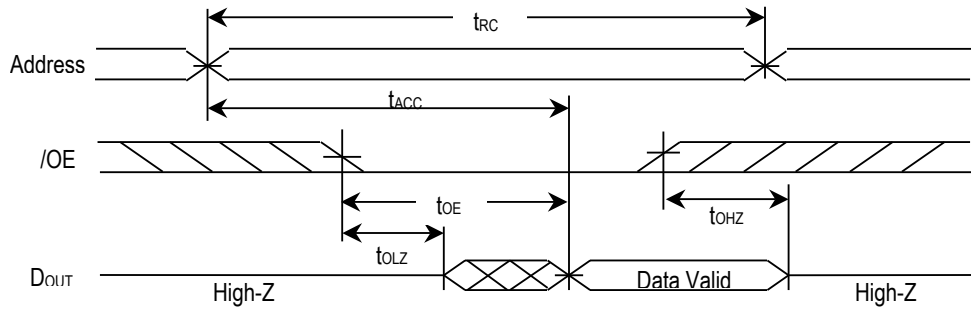 tRC
Address
tACC
/OE
tOE
tOHZ
tOLZ
DOUT
High-Z
Data Valid
High-Z